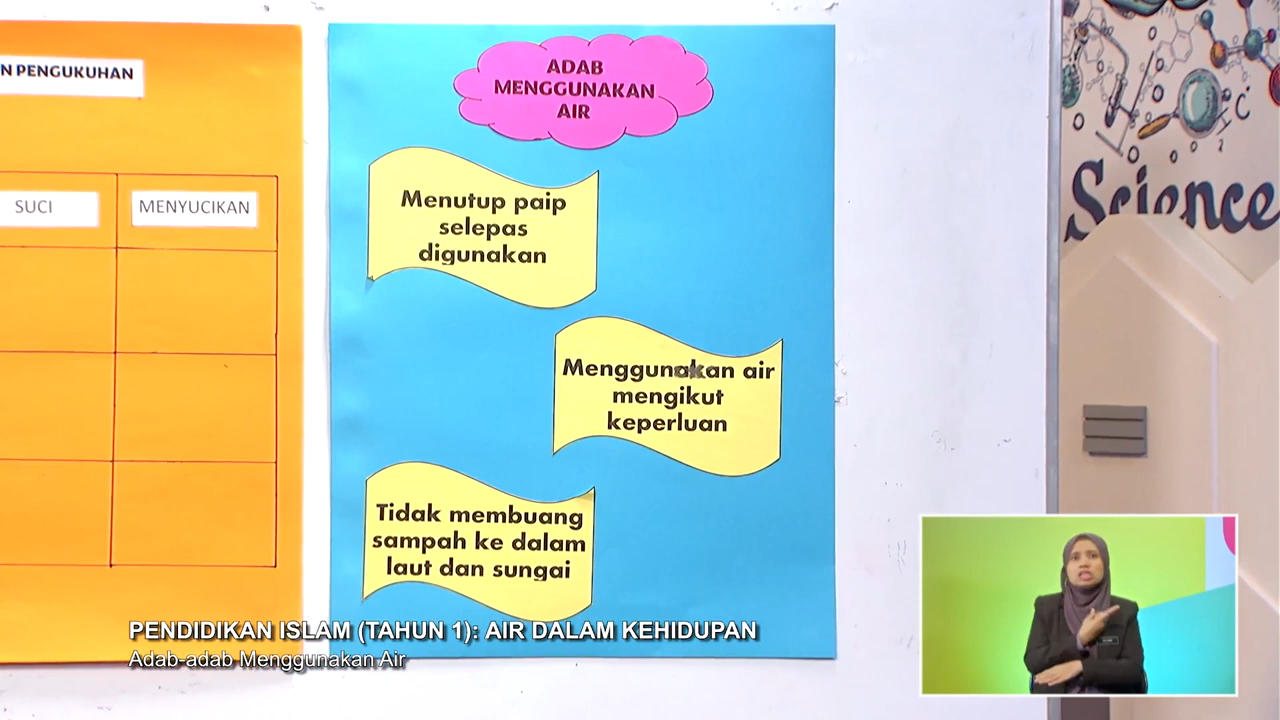 N PENGUKUHAN
SUCI
MENYUCIKAN
ADAB
MENGGUNAKAN
AIR
Menutup paip
selepas
digunakan
Menggunakan air
mengikut
keperluan
Tidak membuang
sampah ke dalam
laut dan sungai
Science
PENDIDIKAN ISLAM (TAHUN 1): AIR DALAM KEHIDUPAN
Adab-adab Menggunakan Air